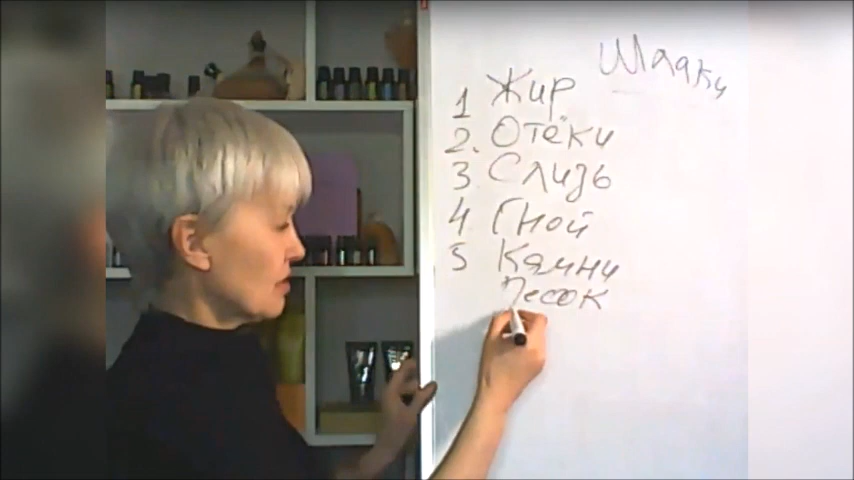 Шлаки
1 Жир
2. Отёки
3 Слизь
4 Гной
5 Камни
Песок